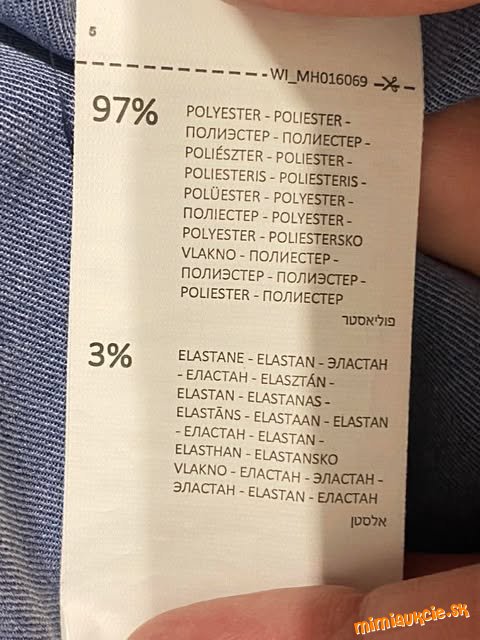 5
WI_MH016069
97%
POLYESTER - POLIESTER -
ПОЛИЭСТЕР - ПОЛИЕСТЕР -
POLIÉSZTER - POLIESTER -
POLIESTERIS - POLIESTERIS -
POLÜESTER - POLYESTER -
ПОЛІЕСТЕР - POLYESTER -
POLYESTER - POLIESTERSKO
VLAKNO - ПОЛИЕСТЕР -
ПОЛИЭСТЕР - ПОЛИЭСТЕР -
POLIESTER - ПОЛИЕСТЕР
פוליאסטר
3%
ELASTANE - ELASTAN - ЭЛАСТАН
- ЕЛАСТАН - ELASZTÁN -
ELASTAN - ELASTANAS -
ELASTĀNS - ELASTAAN - ELASTAN
- ЕЛАСТАН - ELASTAN -
ELASTHAN - ELASTANSKO
VLAKNO - ЕЛАСТАН - ЭЛАСТАН -
ЭЛАСТАН - ELASTAN - ЕЛАСТАН
אלסטן
mimiaukcie.sk